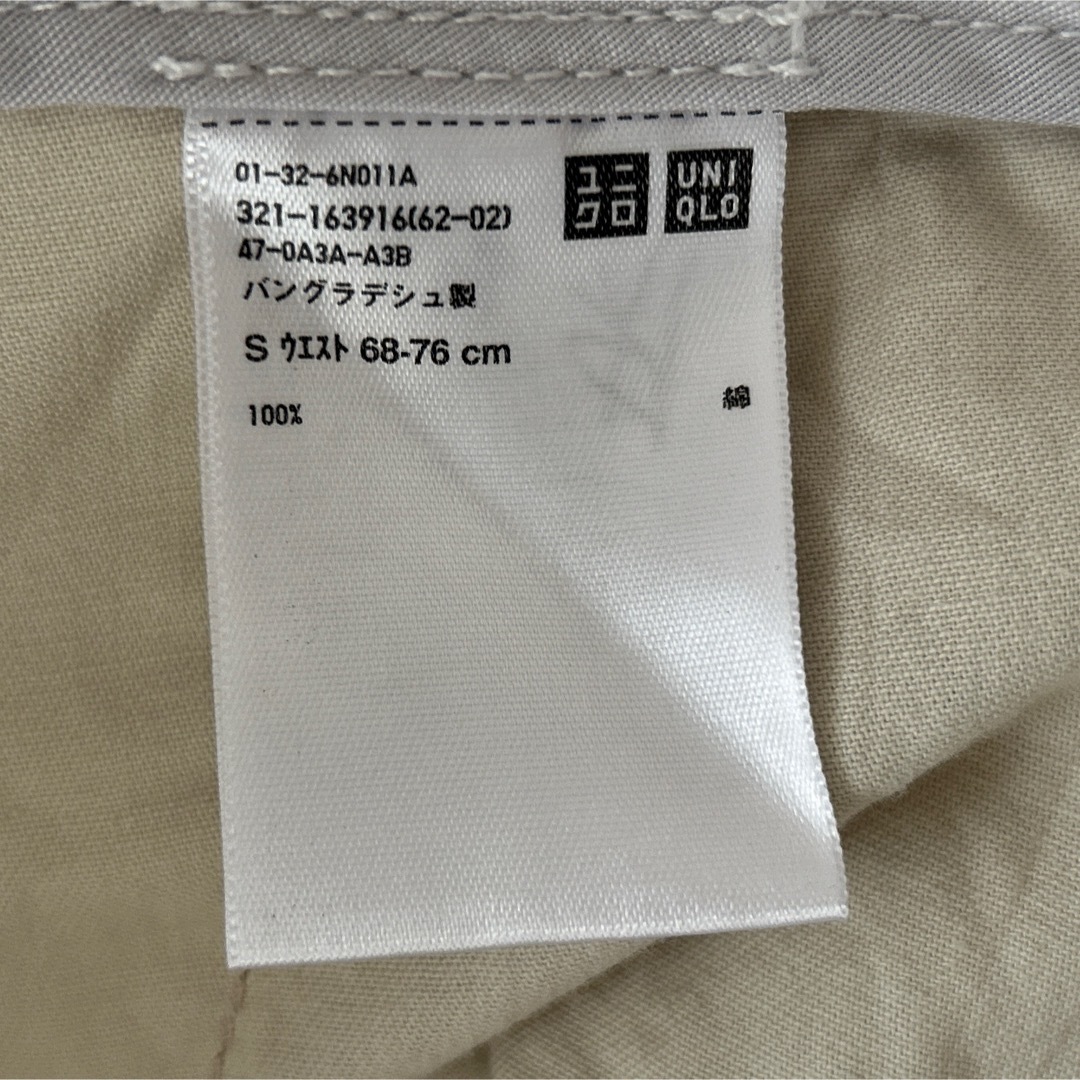 01-32-6N011A
321-163916(62-02)
47-0A3A-A3B
バングラデシュ製
S ウエスト 68-76 cm
100% 綿
ユニ
クロ
UNI
QLO